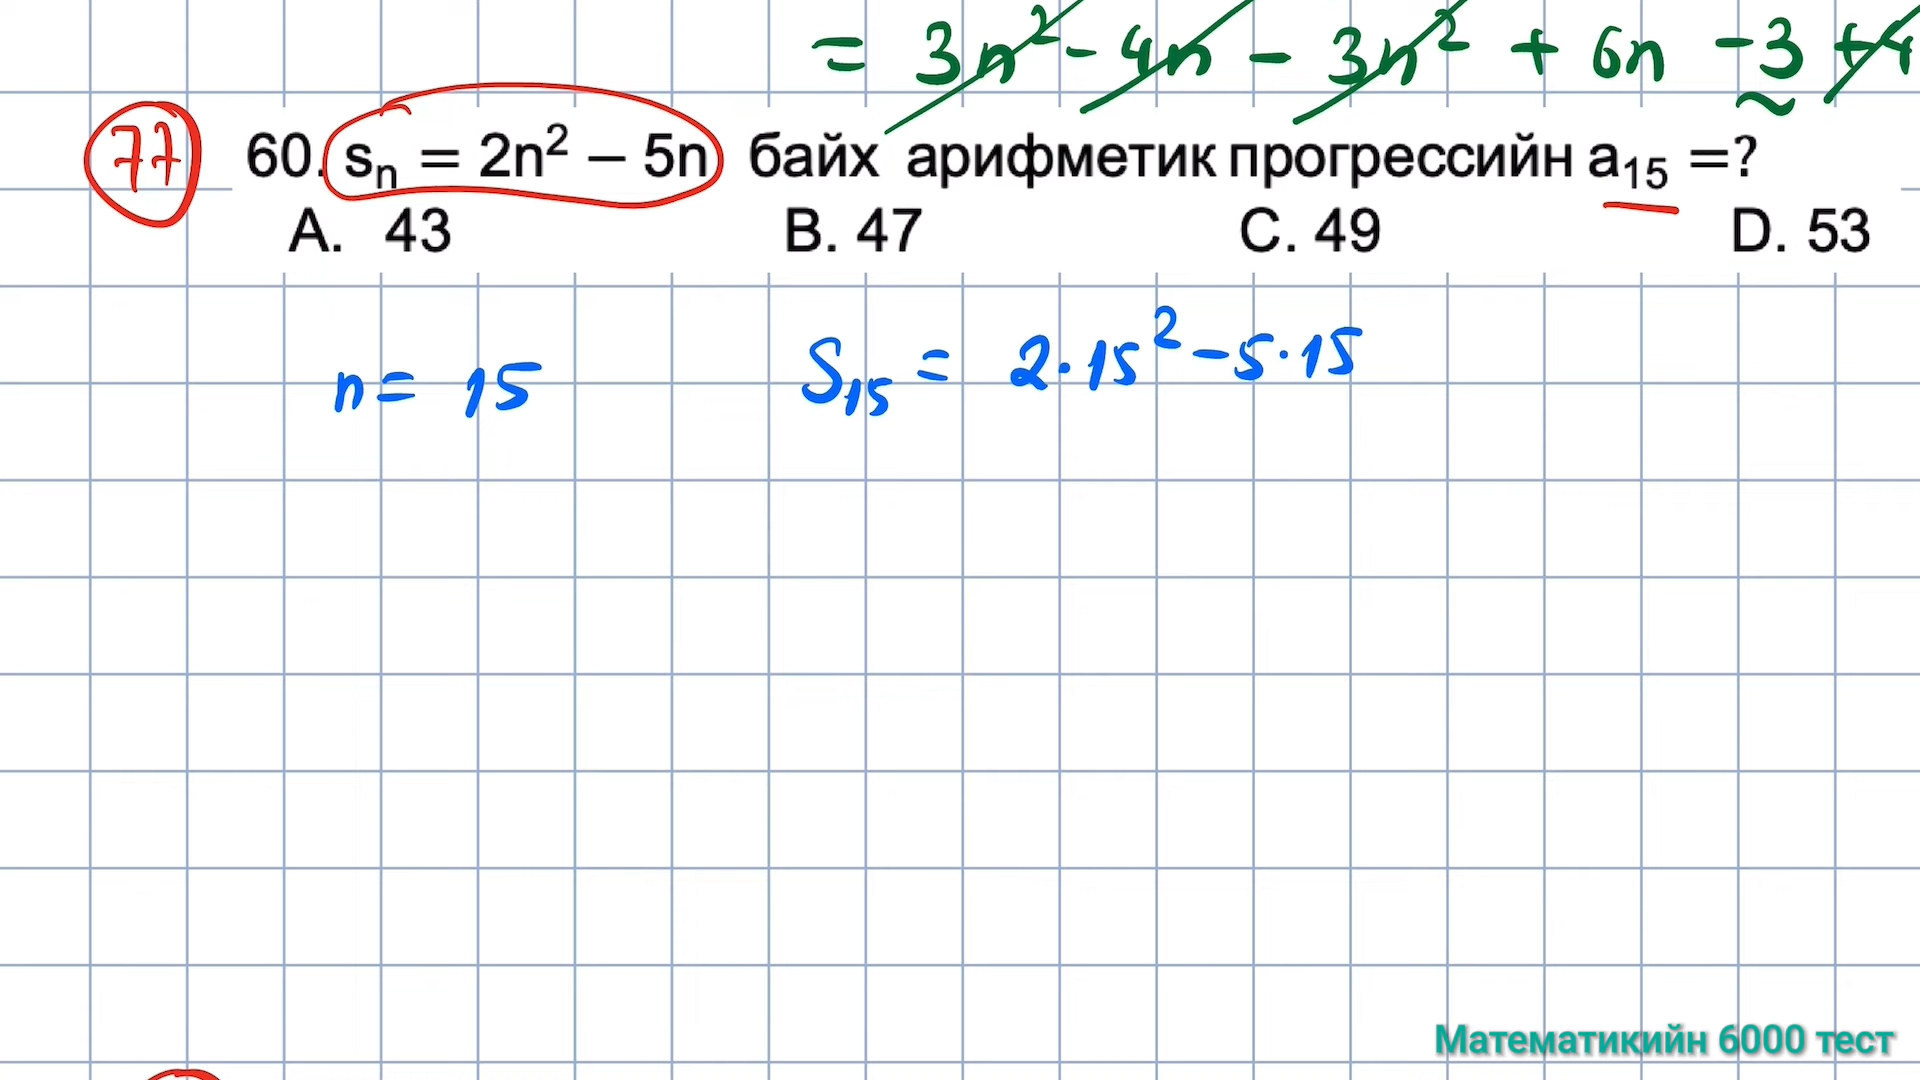 = 3n² - 4n - 3n² + 6n - 3 + 4
77 60. sₙ = 2n² – 5n байх арифметик прогрессийн a₁₅ =?
A. 43 B. 47 C. 49 D. 53
n = 15 S₁₅ = 2·15² - 5·15
Математикийн 6000 тест